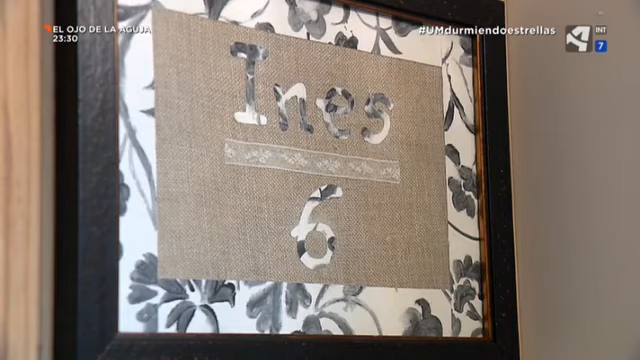 EL OJO DE LA AGUJA
23:30
#UMdurmiendoestrellas
INT
7
Ines
6